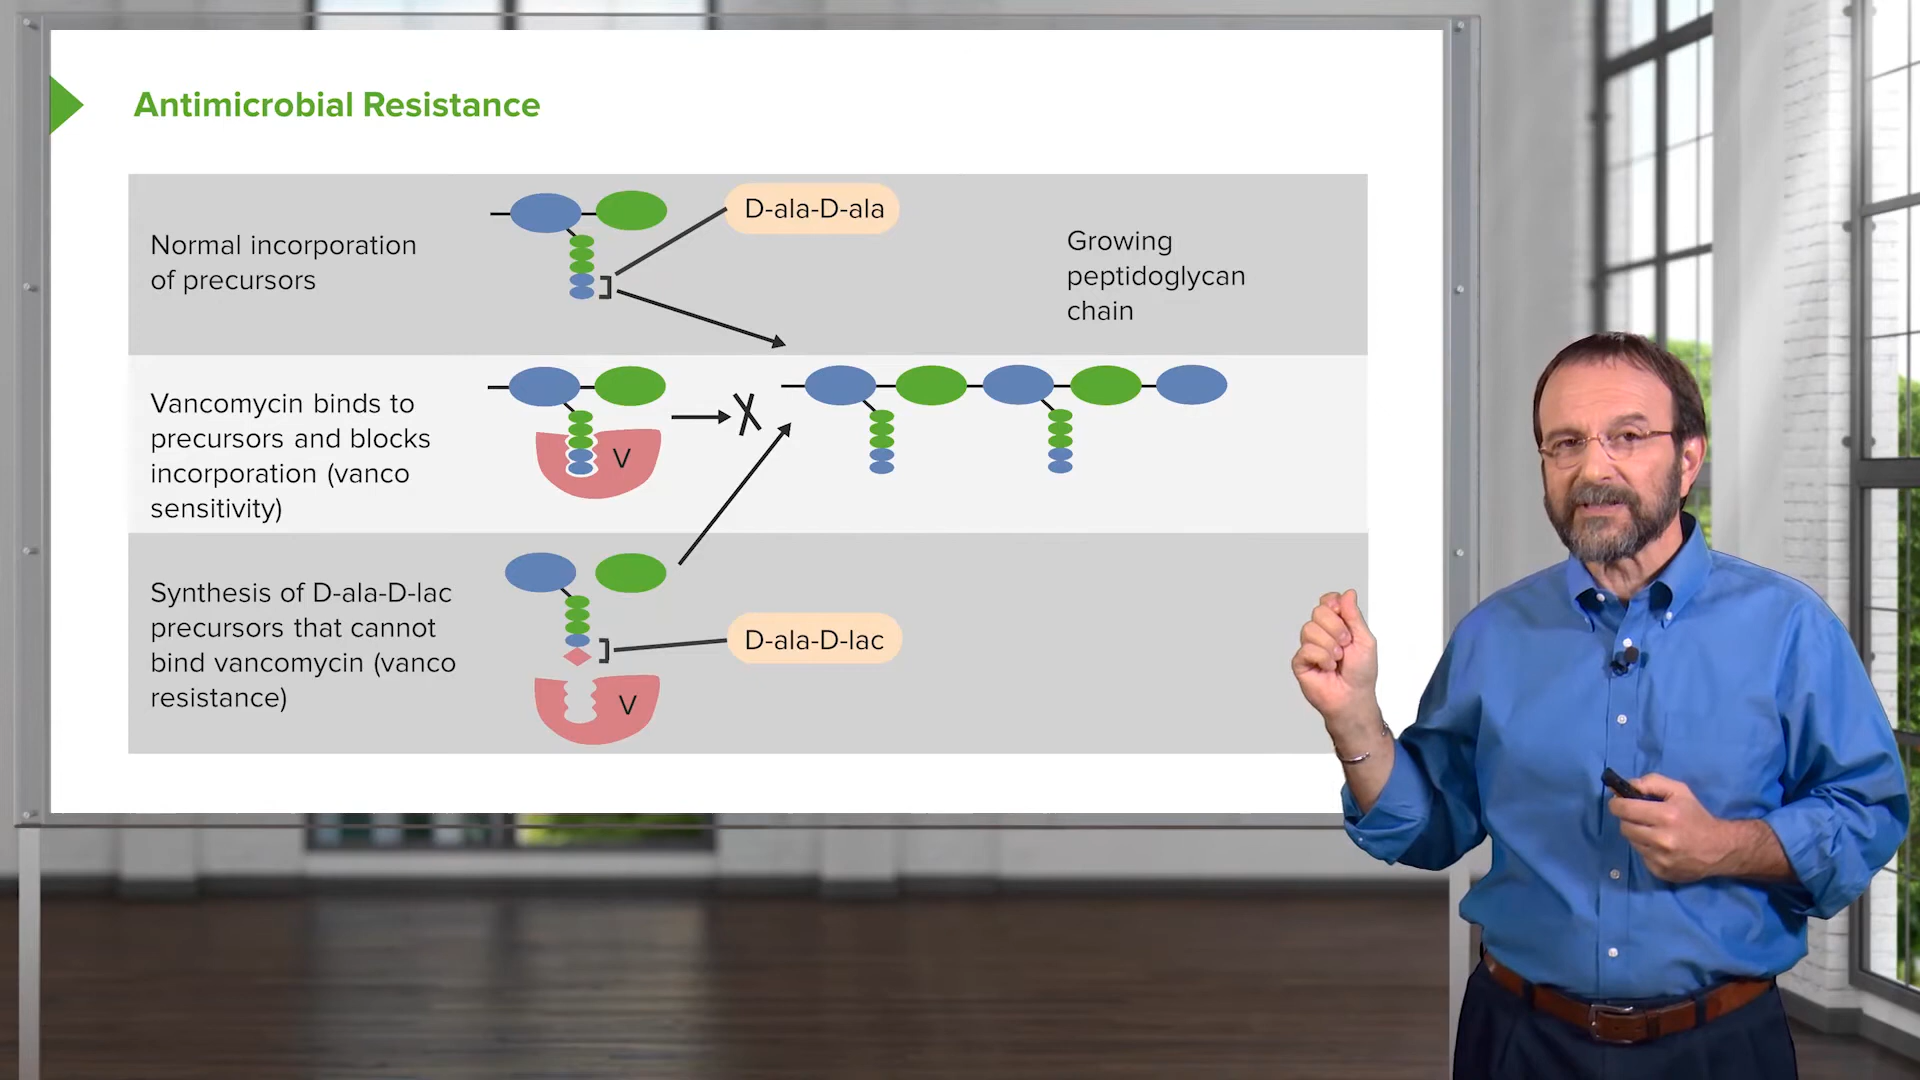 Antimicrobial Resistance
Normal incorporation
of precursors
D-ala-D-ala
Growing
peptidoglycan
chain
Vancomycin binds to
precursors and blocks
incorporation (vanco
sensitivity)
V
Synthesis of D-ala-D-lac
precursors that cannot
bind vancomycin (vanco
resistance)
D-ala-D-lac
V